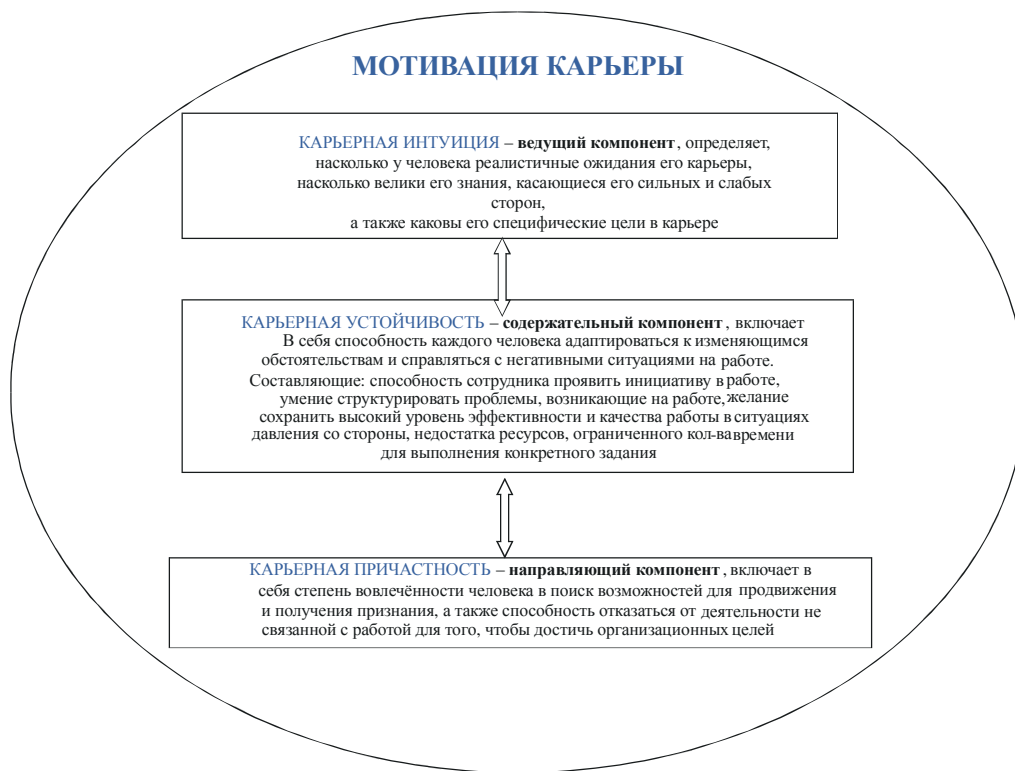 МОТИВАЦИЯ КАРЬЕРЫ
КАРЬЕРНАЯ ИНТУИЦИЯ – ведущий компонент, определяет,
насколько у человека реалистичные ожидания его карьеры,
насколько велики его знания, касающиеся его сильных и слабых
сторон,
а также каковы его специфические цели в карьере
КАРЬЕРНАЯ УСТОЙЧИВОСТЬ – содержательный компонент, включает
В себя способность каждого человека адаптироваться к изменяющимся
обстоятельствам и справляться с негативными ситуациями на работе.
Составляющие: способность сотрудника проявить инициативу в работе,
умение структурировать проблемы, возникающие на работе, желание
сохранить высокий уровень эффективности и качества работы в ситуациях
давления со стороны, недостатка ресурсов, ограниченного кол-ва времени
для выполнения конкретного задания
КАРЬЕРНАЯ ПРИЧАСТНОСТЬ – направляющий компонент, включает в
себя степень вовлечённости человека в поиск возможностей для продвижения
и получения признания, а также способность отказаться от деятельности не
связанной с работой для того, чтобы достичь организационных целей